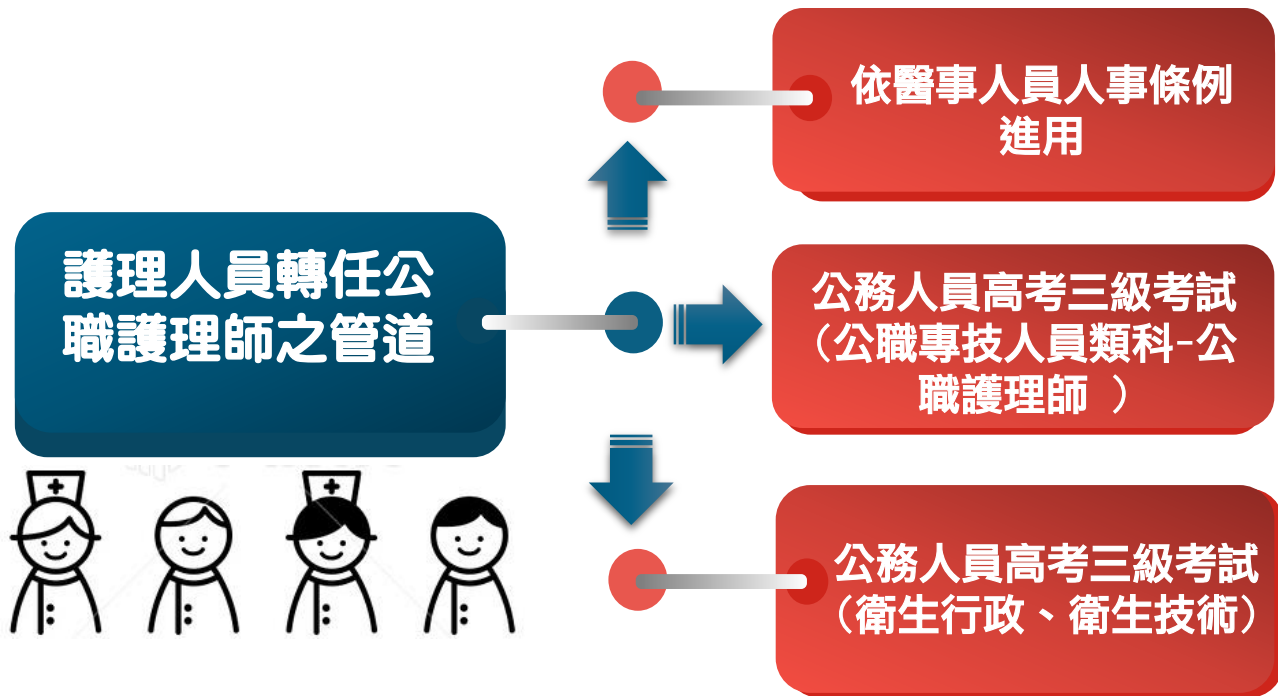 依醫事人員人事條例
進用
護理人員轉任公
職護理師之管道
公務人員高考三級考試
（公職專技人員類科-公
職護理師 ）
公務人員高考三級考試
（衛生行政、衛生技術）